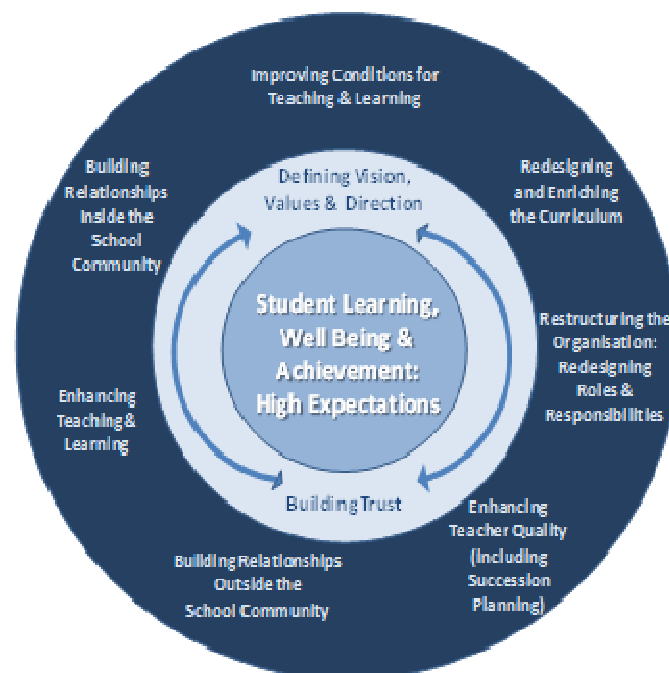 Improving Conditions for
Teaching & Learning
Redesigning
and Enriching
the Curriculum
Restructuring the
Organisation:
Redesigning
Roles &
Responsibilities
Enhancing
Teacher Quality
(Including
Succession
Planning)
Building Relationships
Outside the
School Community
Enhancing
Teaching &
Learning
Building
Relationships
Inside the
School
Community
Defining Vision,
Values & Direction
Building Trust
Student Learning,
Well Being &
Achievement:
High Expectations